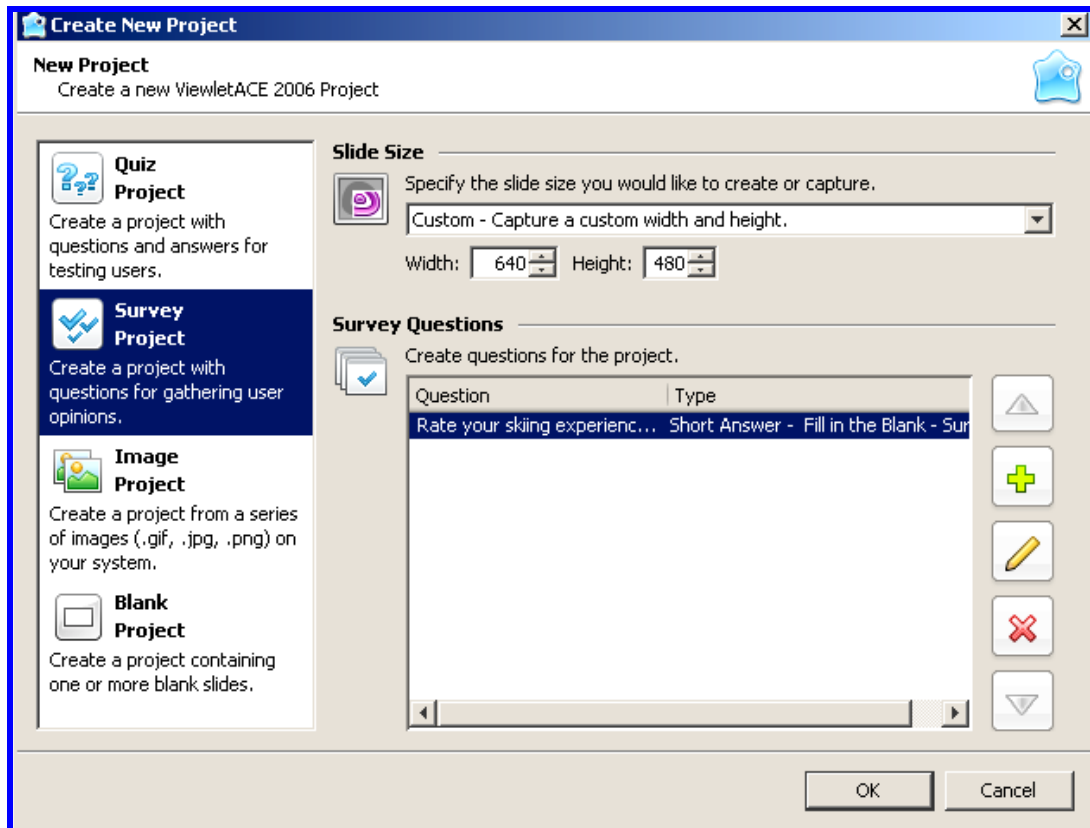 Create New Project
New Project
Create a new ViewletACE 2006 Project
Quiz
Project
Create a project with
questions and answers for
testing users.
Survey
Project
Create a project with
questions for gathering user
opinions.
Image
Project
Create a project from a series
of images (.gif, .jpg, .png) on
your system.
Blank
Project
Create a project containing
one or more blank slides.
Slide Size
Specify the slide size you would like to create or capture.
Custom - Capture a custom width and height.
Width: 640 Height: 480
Survey Questions
Create questions for the project.
Question Type
Rate your skiing experienc... Short Answer - Fill in the Blank - Sur
OK Cancel